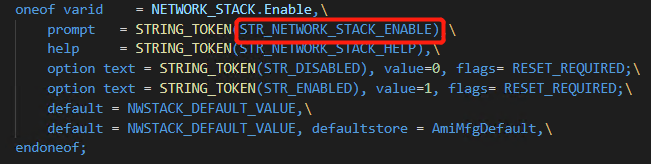 oneof varid    = NETWORK_STACK.Enable,\
prompt   = STRING_TOKEN(STR_NETWORK_STACK_ENABLE),\
help     = STRING_TOKEN(STR_NETWORK_STACK_HELP),\
option text = STRING_TOKEN(STR_DISABLED), value=0, flags= RESET_REQUIRED;\
option text = STRING_TOKEN(STR_ENABLED), value=1, flags= RESET_REQUIRED;\
default = NWSTACK_DEFAULT_VALUE,\
default = NWSTACK_DEFAULT_VALUE, defaultstore = AmiMfgDefault,\
endoneof;